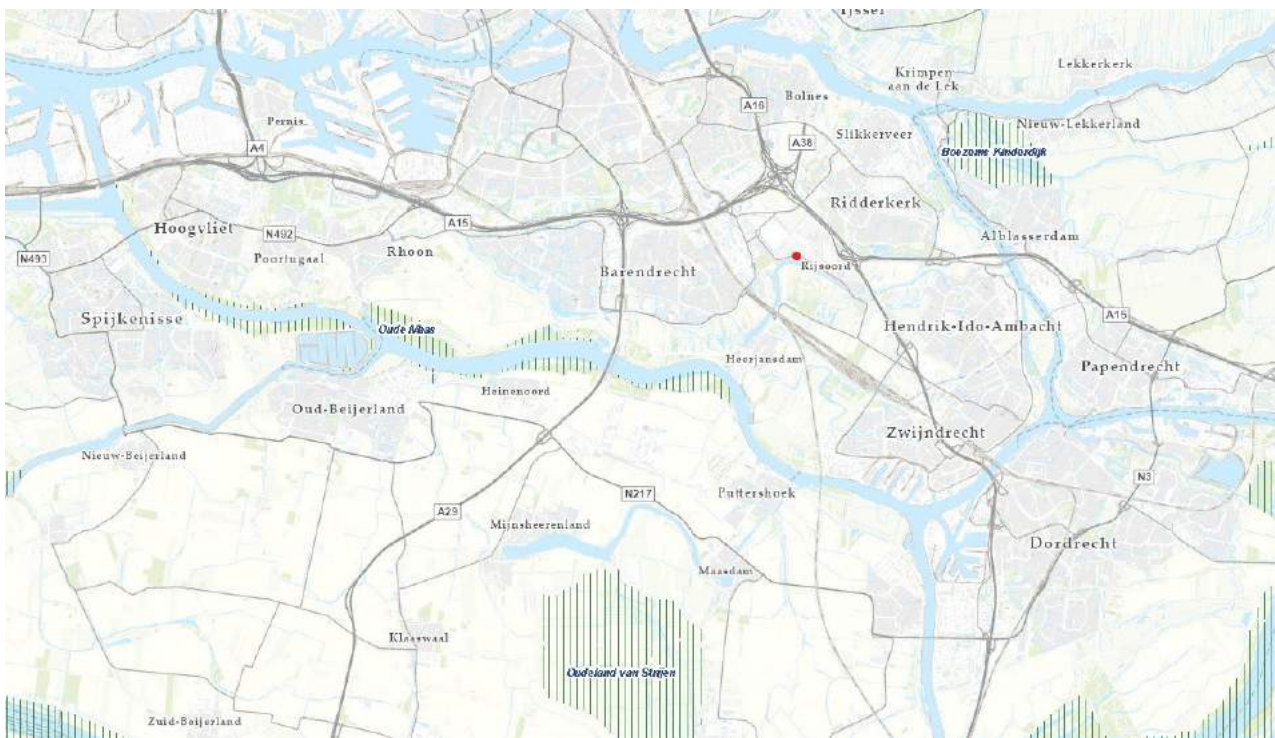 IJssel
Krimpen
aan de Lek
Lekkerkerk
A16
Bolnes
Pernis
Slikkerveer
Nieuw-Lekkerland
A4
A38
Boezems Kinderdijk
Ridderkerk
Hoogvliet
A15
N492
Rhoon
Alblasserdam
N493
Poortugaal
Barendrecht
Rijsoord
Spijkenisse
Oude Maas
Hendrik-Ido-Ambacht
A15
Heerjansdam
Papendrecht
Heinenoord
Oud-Beijerland
Zwijndrecht
Nieuw-Beijerland
N217
Puttershoek
N3
A29
Mijnsheerenland
Dordrecht
Maasdam
Klaaswaal
Oudeland van Strijen
Zuid-Beijerland